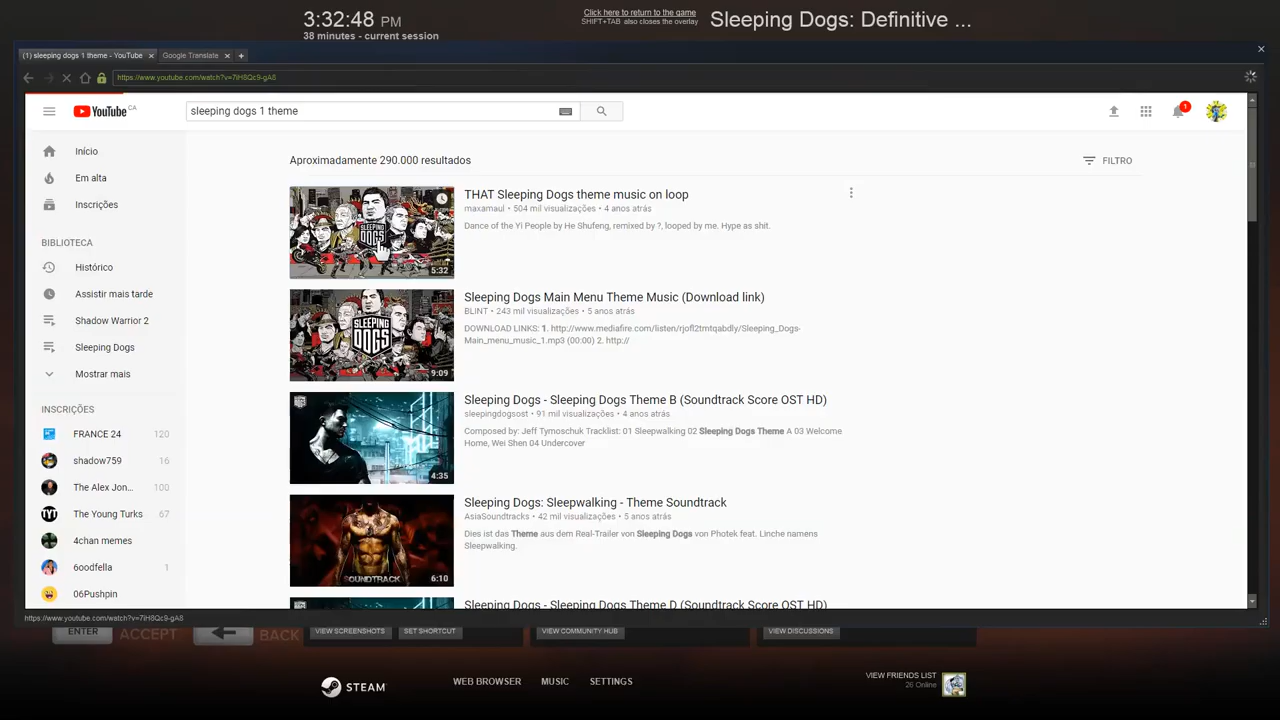 3:32:48 PM
38 minutes - current session
Click here to return to the game
SHIFT+TAB also closes the overlay
Sleeping Dogs: Definitive ...
(1) sleeping dogs 1 theme - YouTube
Google Translate
https://www.youtube.com/watch?v=7iH8Qc9-gA8
YouTube CA
sleeping dogs 1 theme
1
Início
Em alta
Inscrições
BIBLIOTECA
Histórico
Assistir mais tarde
Shadow Warrior 2
Sleeping Dogs
Mostrar mais
INSCRIÇÕES
FRANCE 24 120
shadow759 16
The Alex Jon... 100
The Young Turks 67
4chan memes
6oodfella 1
06Pushpin
Aproximadamente 290.000 resultados
FILTRO
SLEEPING DOGS
5:32
THAT Sleeping Dogs theme music on loop
maxamaul • 504 mil visualizações • 4 anos atrás
Dance of the Yi People by He Shufeng, remixed by ?, looped by me. Hype as shit.
SLEEPING DOGS
9:09
Sleeping Dogs Main Menu Theme Music (Download link)
BLINT • 243 mil visualizações • 5 anos atrás
DOWNLOAD LINKS: 1. http://www.mediafire.com/listen/rjofl2tmtqabdly/Sleeping_Dogs-
Main_menu_music_1.mp3 (00:00) 2. http://
4:35
Sleeping Dogs - Sleeping Dogs Theme B (Soundtrack Score OST HD)
sleepingdogsost • 91 mil visualizações • 4 anos atrás
Composed by: Jeff Tymoschuk Tracklist: 01 Sleepwalking 02 Sleeping Dogs Theme A 03 Welcome
Home, Wei Shen 04 Undercover
SOUNDTRACK
6:10
Sleeping Dogs: Sleepwalking - Theme Soundtrack
AsiaSoundtracks • 42 mil visualizações • 5 anos atrás
Dies ist das Theme aus dem Real-Trailer von Sleeping Dogs von Photek feat. Linche namens
Sleepwalking.
Sleeping Dogs - Sleeping Dogs Theme D (Soundtrack Score OST HD)
https://www.youtube.com/watch?v=7iH8Qc9-gA8
ENTER ACCEPT
BACK
VIEW SCREENSHOTS
SET SHORTCUT
VIEW COMMUNITY HUB
VIEW DISCUSSIONS
STEAM
WEB BROWSER
MUSIC
SETTINGS
VIEW FRIENDS LIST
26 Online